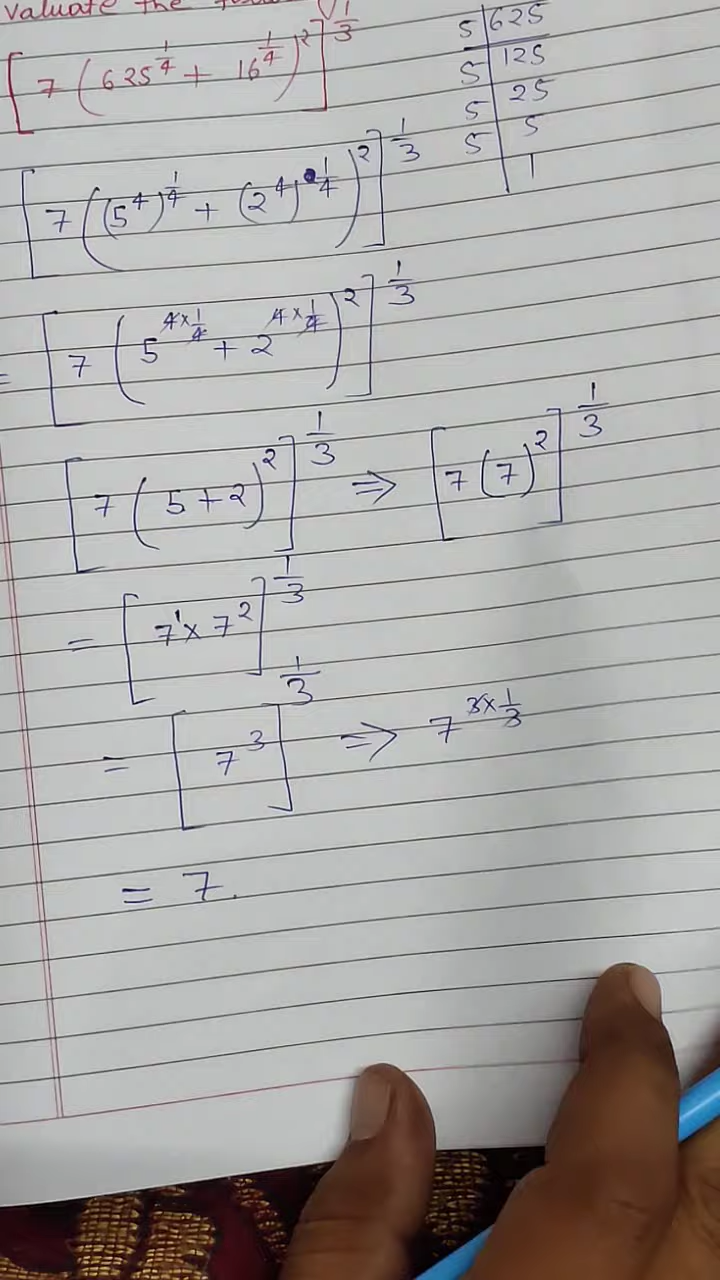 valuate the
[7(625^1/4 + 16^1/4)^2]^1/3
5 | 625
5 | 125
5 | 25
5 | 5
| 1
[7((5^4)^1/4 + (2^4)^1/4)^2]^1/3
= [7(5^4×1/4 + 2^4×1/4)^2]^1/3
[7(5+2)^2]^1/3 ⇒ [7(7)^2]^1/3
= [7^1 × 7^2]^1/3
= [7^3]^1/3 ⇒ 7^3×1/3
= 7.